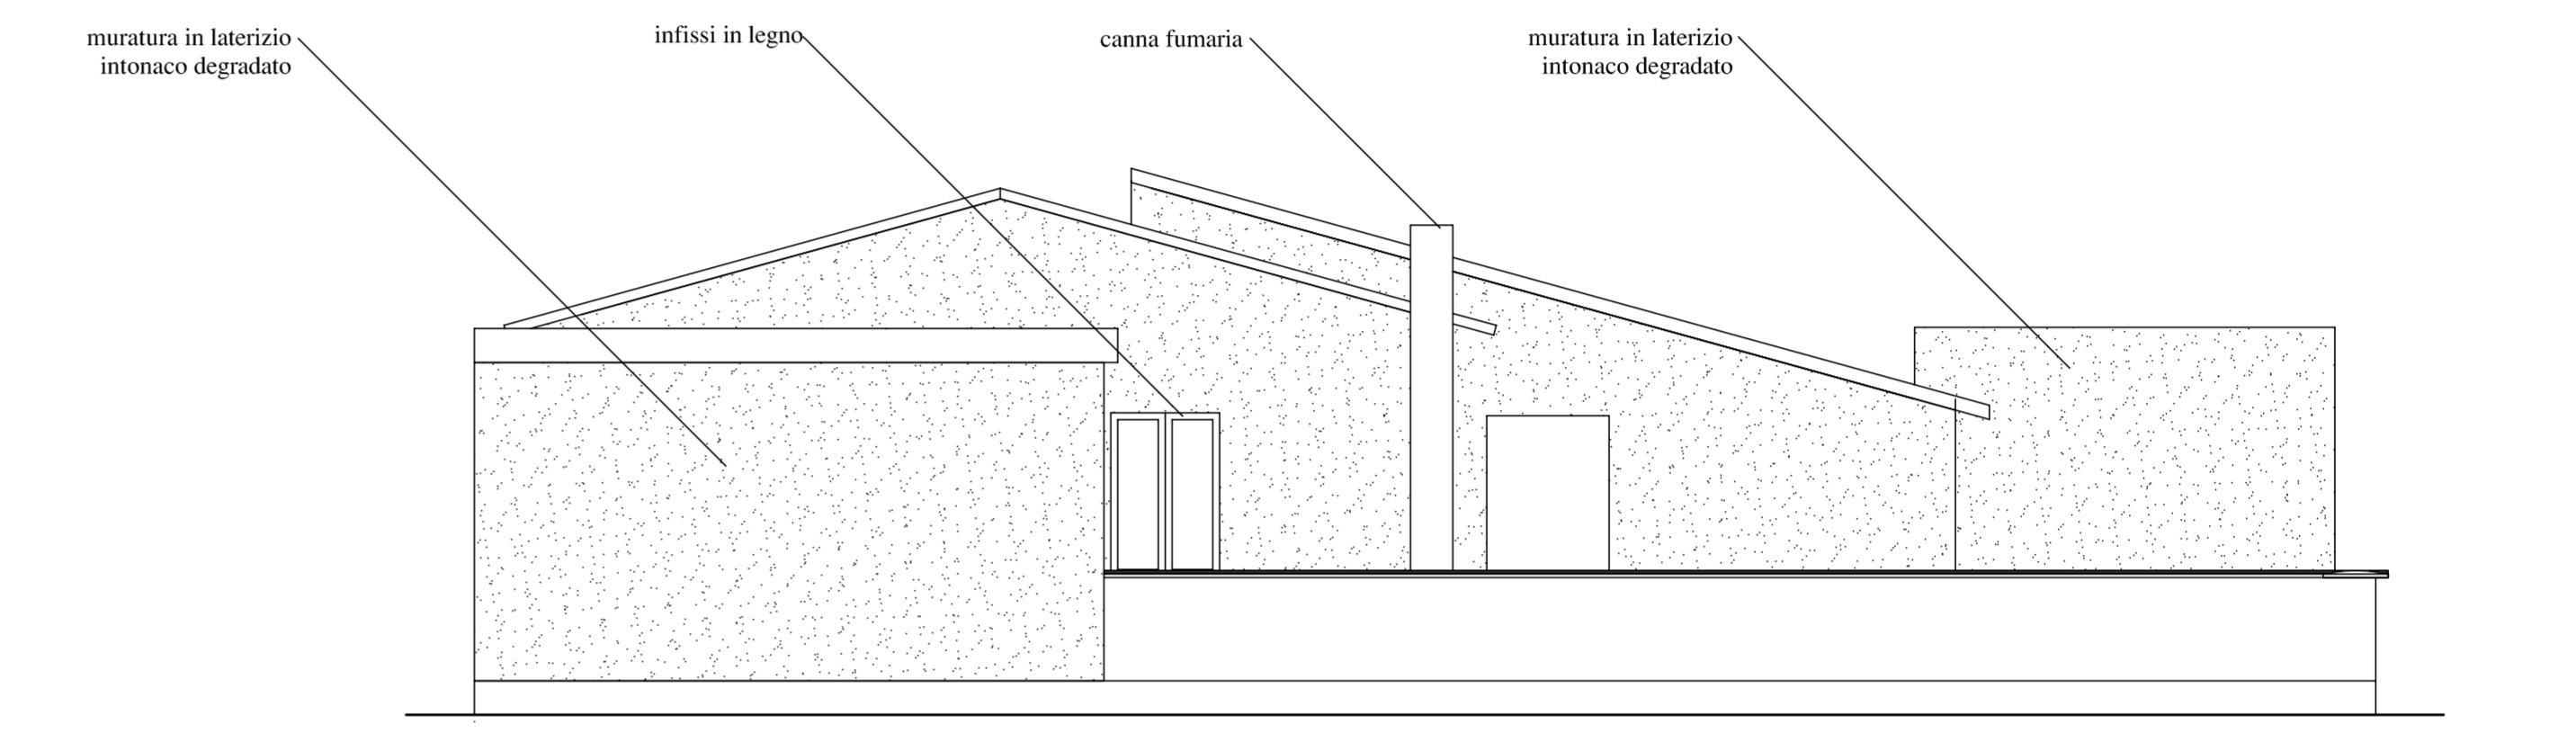 muratura in laterizio
intonaco degradato
infissi in legno
canna fumaria
muratura in laterizio
intonaco degradato